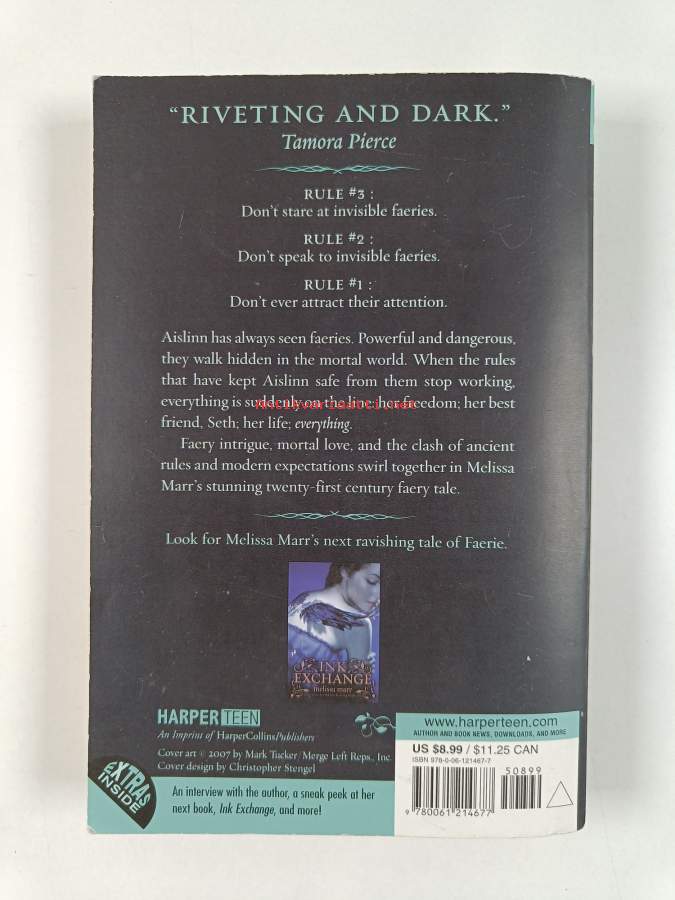 “RIVETING AND DARK.”
Tamora Pierce
RULE #3 :
Don’t stare at invisible faeries.
RULE #2 :
Don’t speak to invisible faeries.
RULE #1 :
Don’t ever attract their attention.
Aislinn has always seen faeries. Powerful and dangerous,
they walk hidden in the mortal world. When the rules
that have kept Aislinn safe from them stop working,
everything is suddenly on the line: her freedom; her best
Antikvariaatti.net
friend, Seth; her life; everything.
Faery intrigue, mortal love, and the clash of ancient
rules and modern expectations swirl together in Melissa
Marr’s stunning twenty-first century faery tale.
Look for Melissa Marr’s next ravishing tale of Faerie.
INK
EXCHANGE
melissa marr
HARPER TEEN
An Imprint of HarperCollinsPublishers
Cover art © 2007 by Mark Tucker/Merge Left Reps., Inc.
Cover design by Christopher Stengel
EXTRAS
INSIDE
An interview with the author, a sneak peek at her
next book, Ink Exchange, and more!
www.harperteen.com
AUTHOR AND BOOK NEWS, DOWNLOADS, AND MORE
US $8.99 / $11.25 CAN
ISBN 978-0-06-121467-7
50899
9 780061 214677